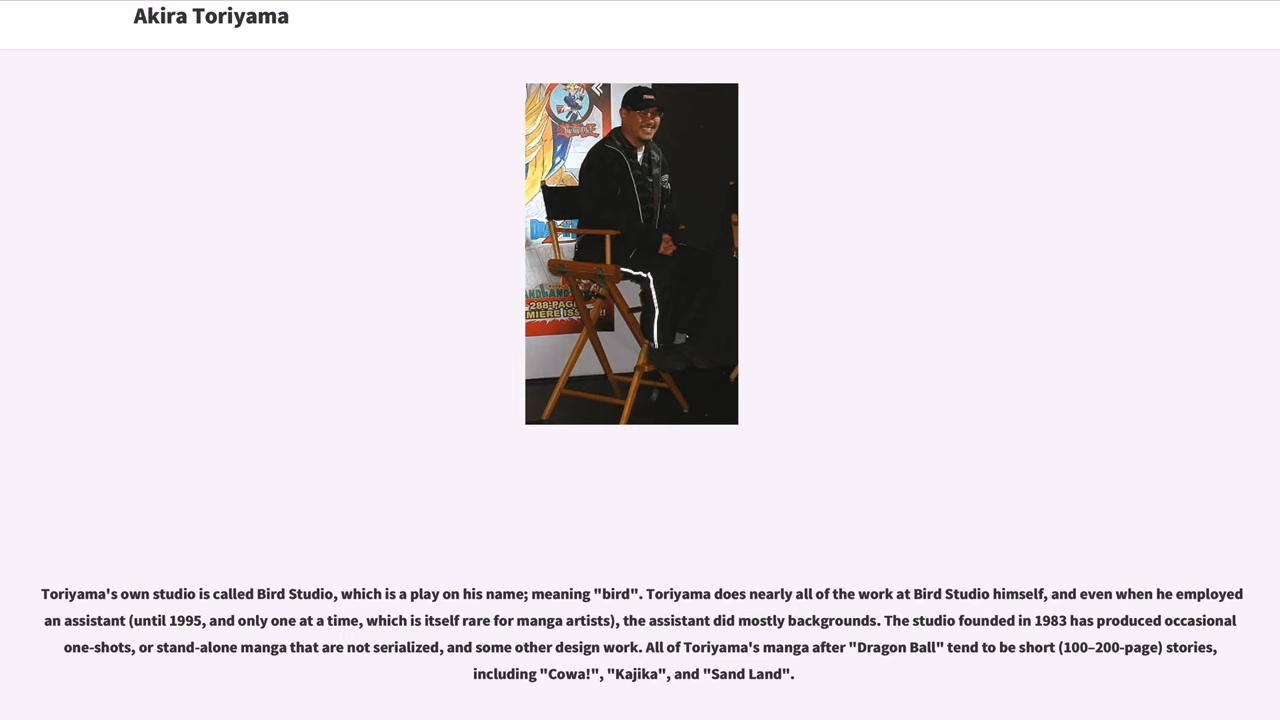 Akira Toriyama
288-PAGE
Toriyama's own studio is called Bird Studio, which is a play on his name; meaning "bird". Toriyama does nearly all of the work at Bird Studio himself, and even when he employed
an assistant (until 1995, and only one at a time, which is itself rare for manga artists), the assistant did mostly backgrounds. The studio founded in 1983 has produced occasional
one-shots, or stand-alone manga that are not serialized, and some other design work. All of Toriyama's manga after "Dragon Ball" tend to be short (100–200-page) stories,
including "Cowa!", "Kajika", and "Sand Land".